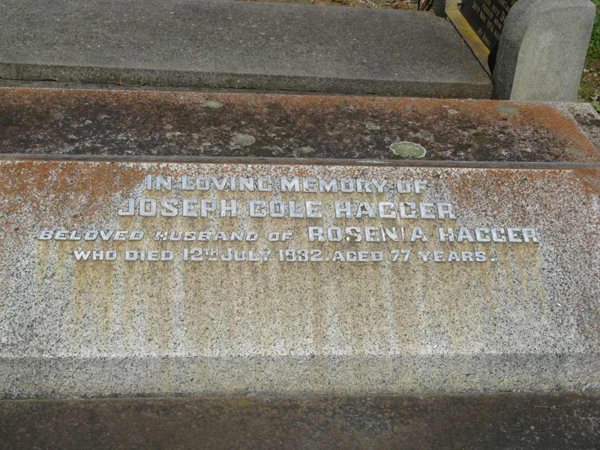 IN LOVING MEMORY OF
JOSEPH COLE HAGGER
BELOVED HUSBAND OF ROSENIA HAGGER
WHO DIED 12TH JULY 1932. AGED 77 YEARS.